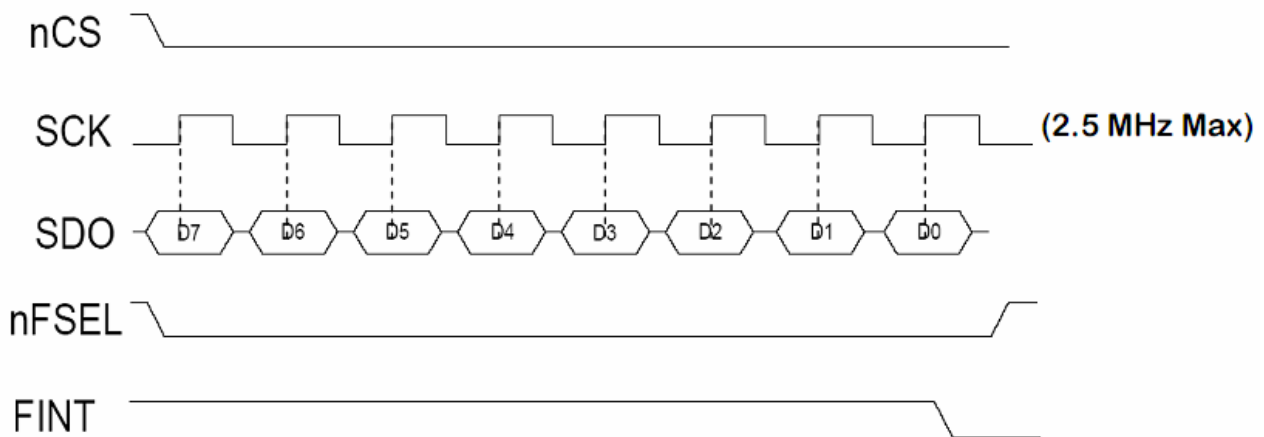 nCS
SCK (2.5 MHz Max)
SDO D7 D6 D5 D4 D3 D2 D1 D0
nFSEL
FINT